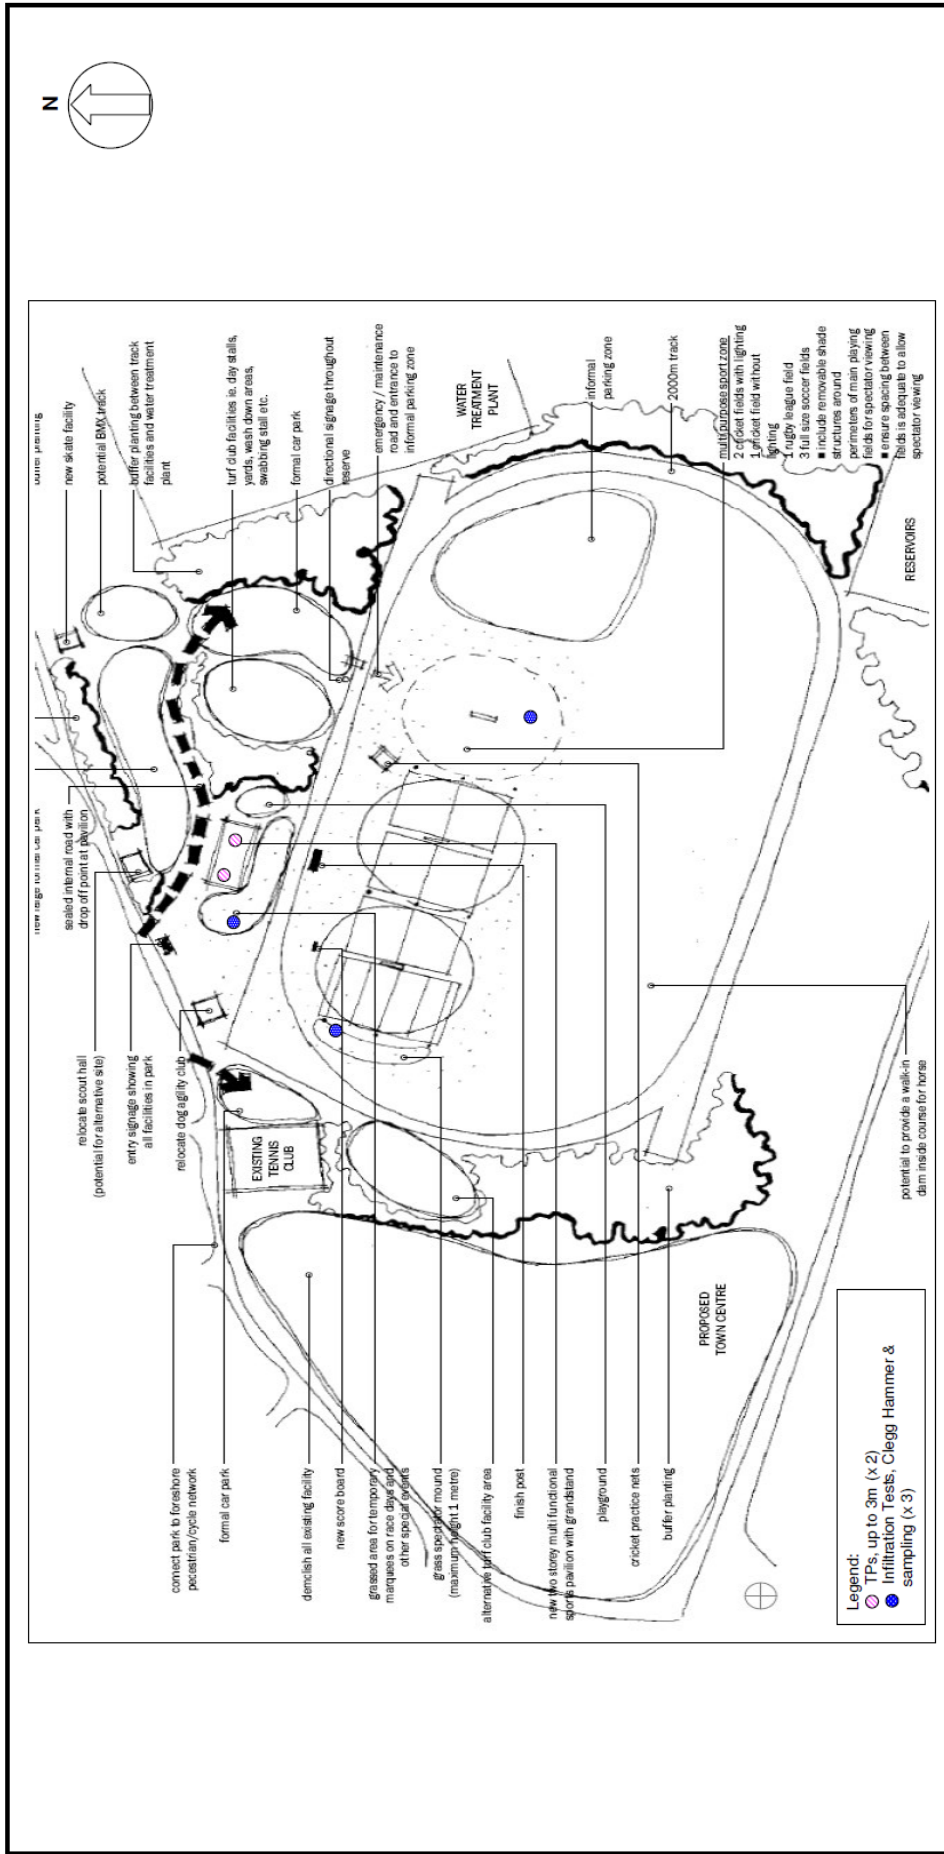 N
new skate facility
potential BMX track
buffer planting between track
facilities and water treatment
plant
turf club facilities ie. day stalls,
yards, wash down areas,
swabbing stall etc.
formal car park
directional signage throughout
reserve
emergency / maintenance
road and entrance to
informal parking zone
WATER
TREATMENT
PLANT
informal
parking zone
2000m track
multi purpose sport zone
2 cricket fields with lighting
1 cricket field without
lighting
1 rugby league field
3 full size soccer fields
■ include removable shade
structures around
perimeters of main playing
fields for spectator viewing
■ ensure spacing between
fields is adequate to allow
spectator viewing
RESERVOIRS
sealed internal road with
drop off point at pavilion
relocate scout hall
(potential for alternative site)
entry signage showing
all facilities in park
relocate dog agility club
EXISTING
TENNIS
CLUB
potential to provide a walk-in
dam inside course for horse
connect park to foreshore
pedestrian/cycle network
formal car park
demolish all existing facility
new score board
grassed area for temporary
marquees on race days and
other special events
grass spectator mound
(maximum height 1 metre)
alternative turf club facility area
finish post
new two storey multi functional
sports pavilion with grandstand
playground
cricket practice nets
buffer planting
PROPOSED
TOWN CENTRE
Legend:
TPs, up to 3m (x 2)
Infiltration Tests, Clegg Hammer &
sampling (x 3)